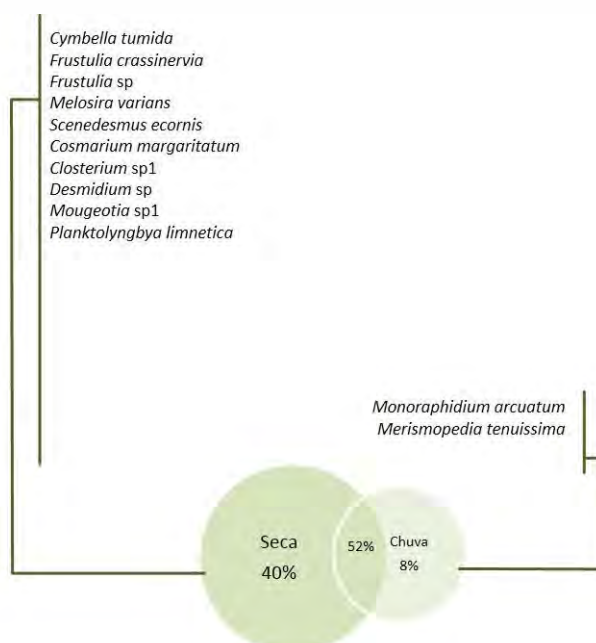 Cymbella tumida
Frustulia crassinervia
Frustulia sp
Melosira varians
Scenedesmus ecornis
Cosmarium margaritatum
Closterium sp1
Desmidium sp
Mougeotia sp1
Planktolyngbya limnetica
Monoraphidium arcuatum
Merismopedia tenuissima
Seca
40%
52%
Chuva
8%